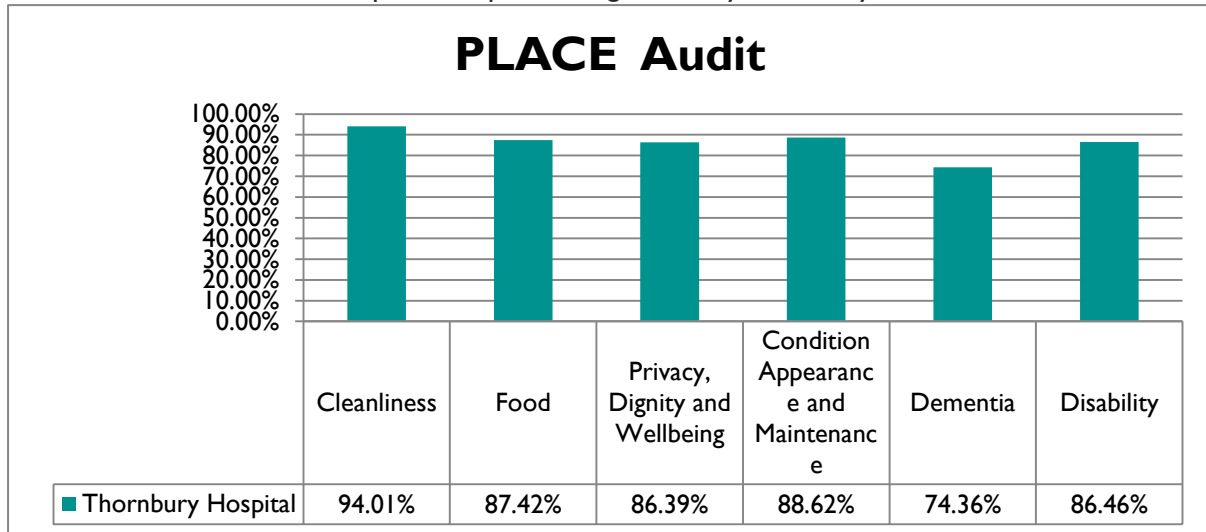 PLACE Audit
100.00%
90.00%
80.00%
70.00%
60.00%
50.00%
40.00%
30.00%
20.00%
10.00%
0.00%
Cleanliness
Food
Privacy,
Dignity and
Wellbeing
Condition
Appearanc
e and
Maintenanc
e
Dementia
Disability
Thornbury Hospital 94.01% 87.42% 86.39% 88.62% 74.36% 86.46%